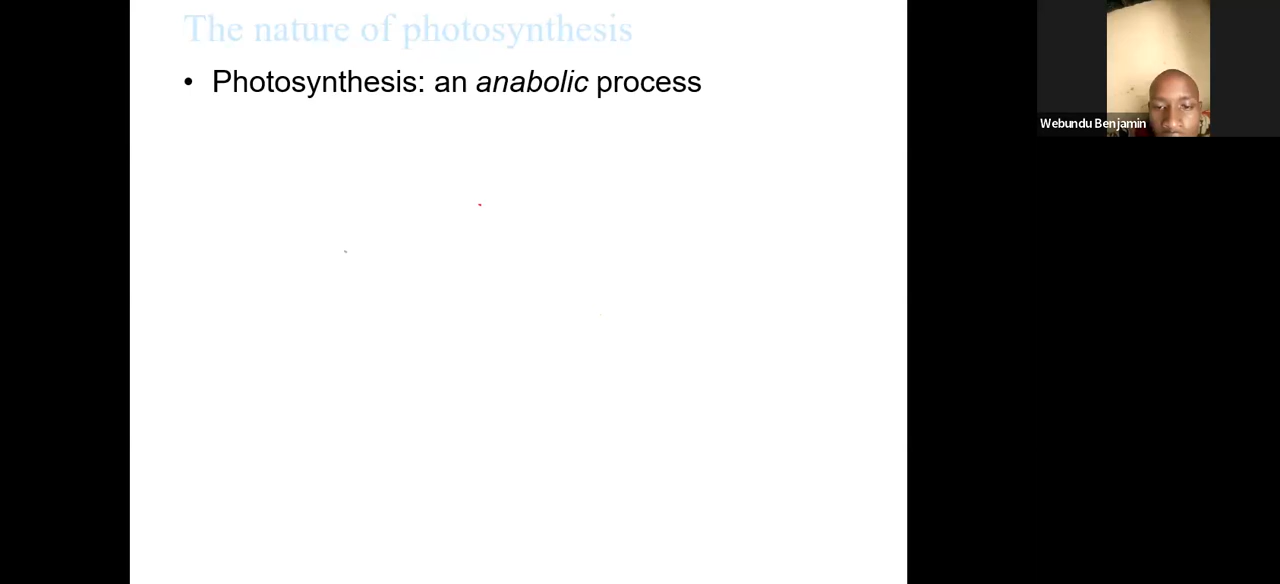 The nature of photosynthesis
• Photosynthesis: an anabolic process
Webundu Benjamin